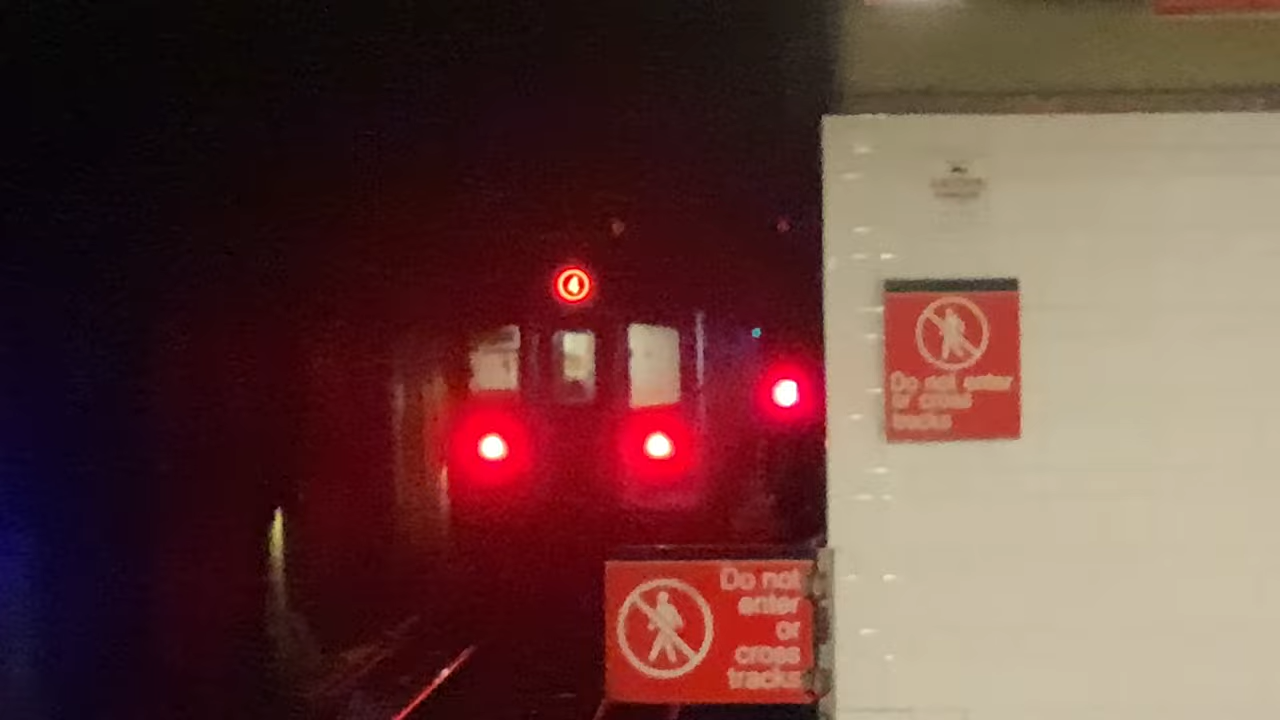 4
Do not enter
or cross
tracks
Do not
enter
or
cross
tracks